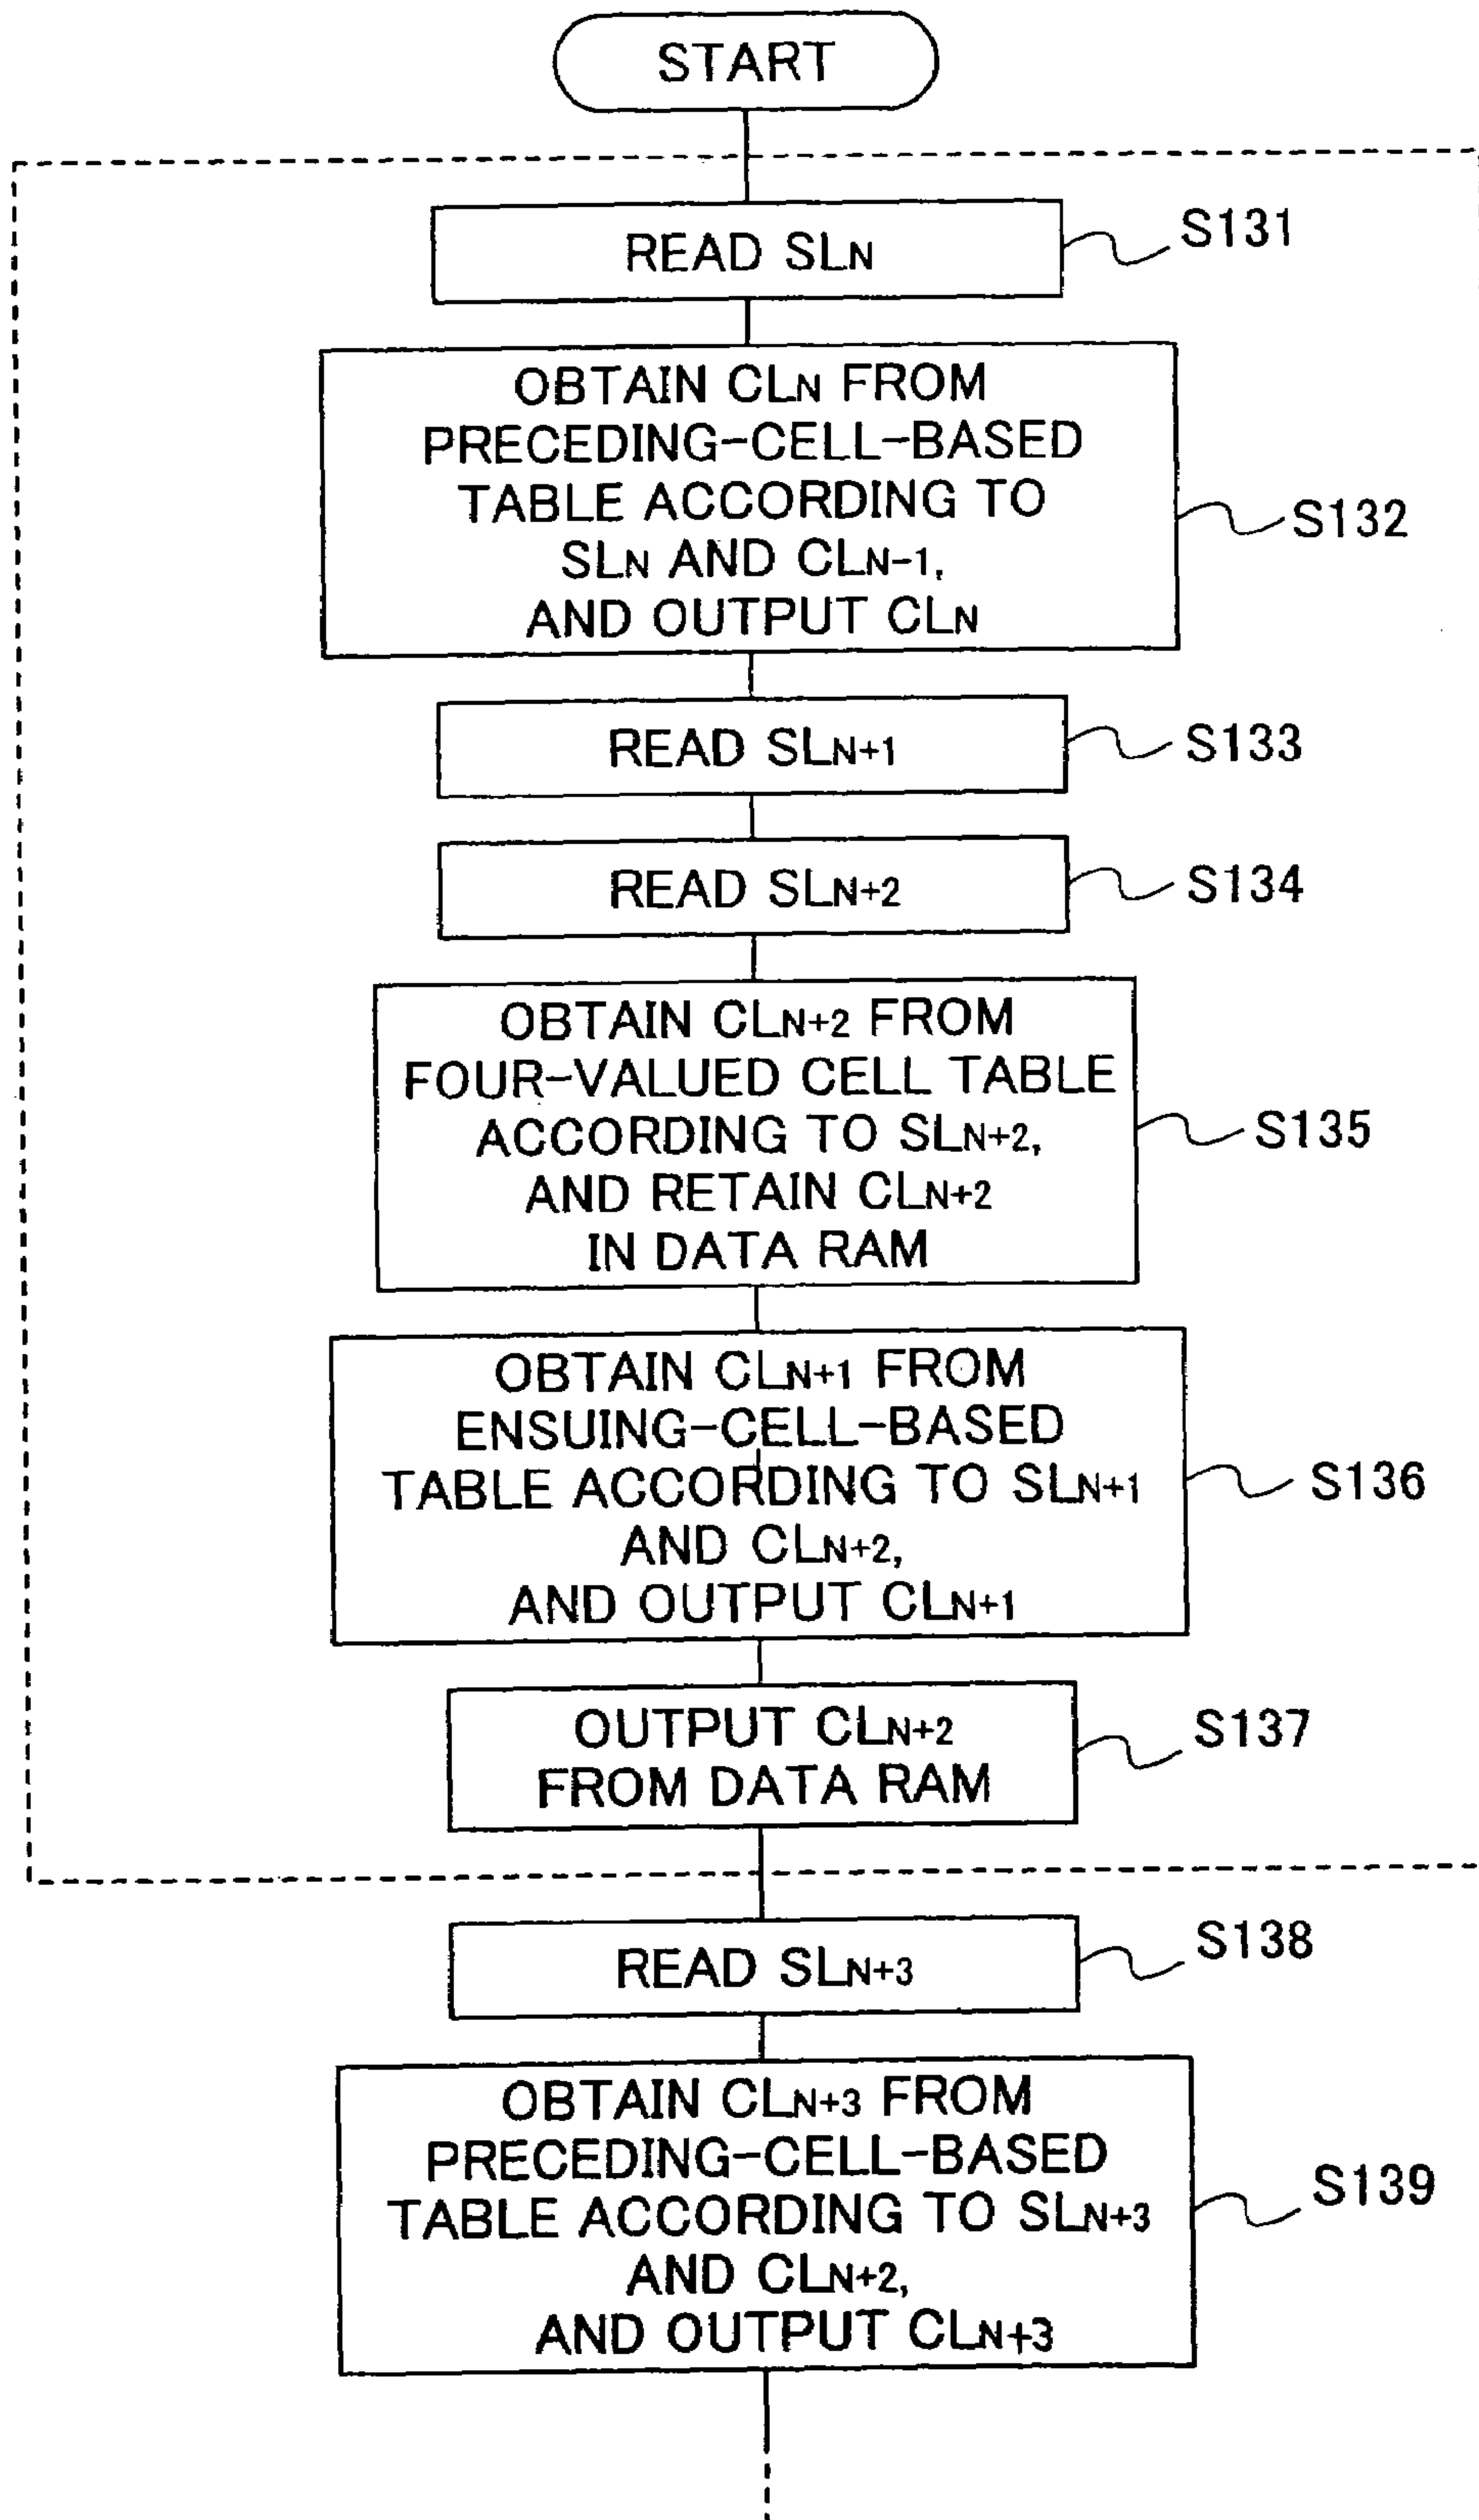 START
READ SLN
S131
OBTAIN CLN FROM
PRECEDING-CELL-BASED
TABLE ACCORDING TO
SLN AND CLN-1,
AND OUTPUT CLN
S132
READ SLN+1
S133
READ SLN+2
S134
OBTAIN CLN+2 FROM
FOUR-VALUED CELL TABLE
ACCORDING TO SLN+2,
AND RETAIN CLN+2
IN DATA RAM
S135
OBTAIN CLN+1 FROM
ENSUING-CELL-BASED
TABLE ACCORDING TO SLN+1
AND CLN+2,
AND OUTPUT CLN+1
S136
OUTPUT CLN+2
FROM DATA RAM
S137
READ SLN+3
S138
OBTAIN CLN+3 FROM
PRECEDING-CELL-BASED
TABLE ACCORDING TO SLN+3
AND CLN+2,
AND OUTPUT CLN+3
S139